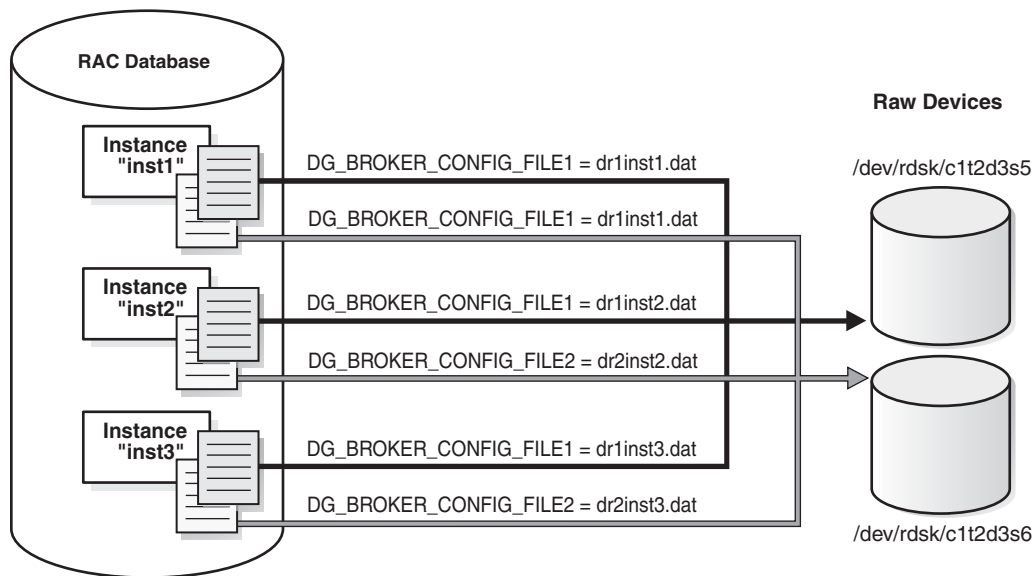 RAC Database
Raw Devices
Instance
"inst1"
DG_BROKER_CONFIG_FILE1 = dr1inst1.dat
/dev/rdsk/c1t2d3s5
DG_BROKER_CONFIG_FILE1 = dr1inst1.dat
Instance
"inst2"
DG_BROKER_CONFIG_FILE1 = dr1inst2.dat
DG_BROKER_CONFIG_FILE2 = dr2inst2.dat
Instance
"inst3"
DG_BROKER_CONFIG_FILE1 = dr1inst3.dat
DG_BROKER_CONFIG_FILE2 = dr2inst3.dat
/dev/rdsk/c1t2d3s6